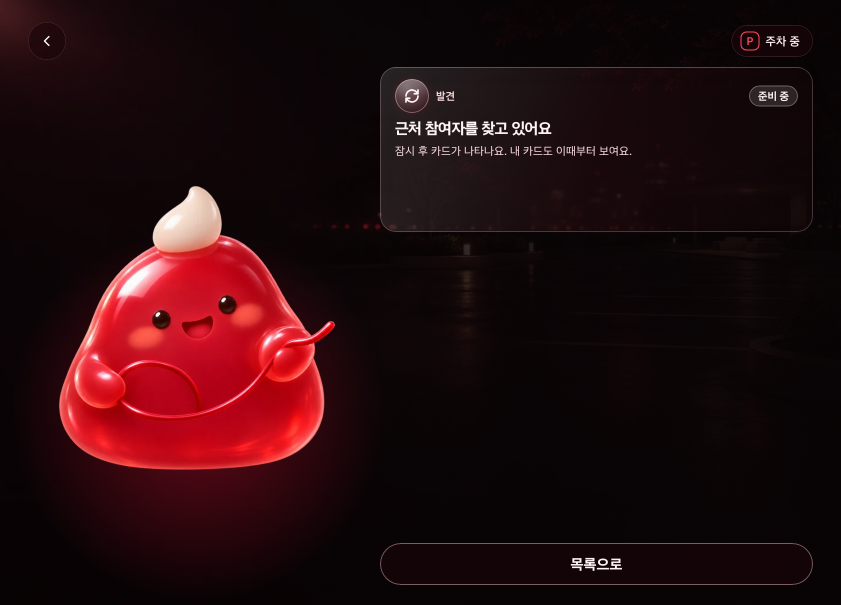 P 주차 중
발견
준비 중
근처 참여자를 찾고 있어요
잠시 후 카드가 나타나요. 내 카드도 이때부터 보여요.
목록으로